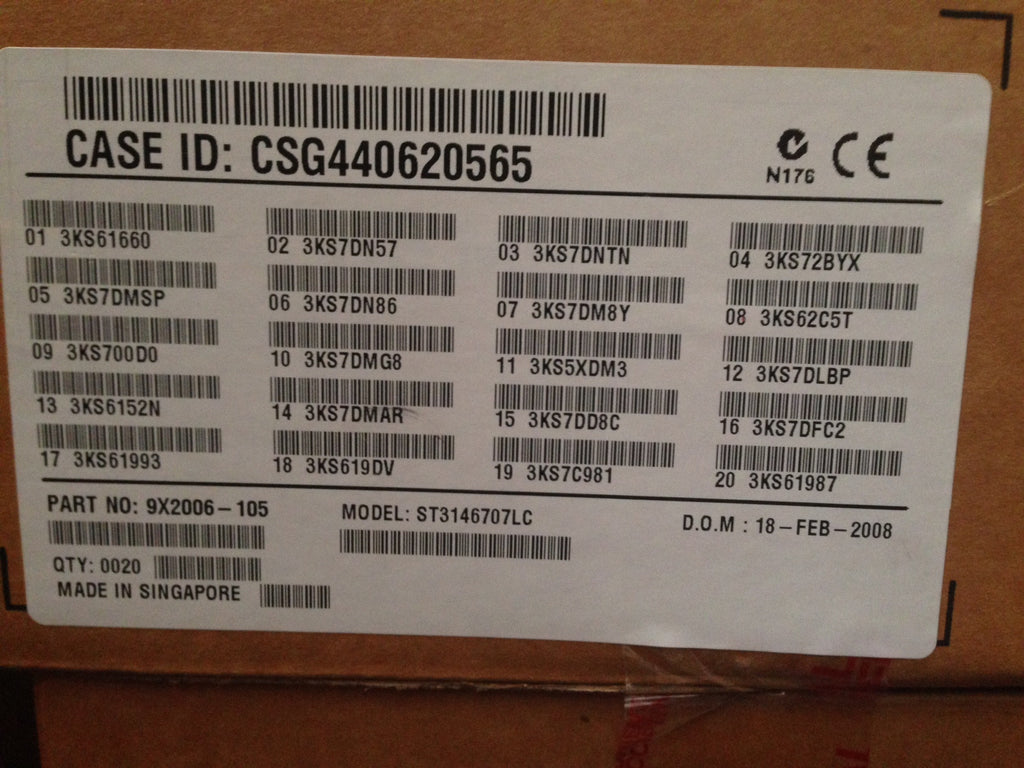 CASE ID: CSG440620565
N176 CE
01 3KS61660 02 3KS7DN57 03 3KS7DNTN 04 3KS72BYX
05 3KS7DMSP 06 3KS7DN86 07 3KS7DM8Y 08 3KS62C5T
09 3KS700D0 10 3KS7DMG8 11 3KS5XDM3 12 3KS7DLBP
13 3KS6152N 14 3KS7DMAR 15 3KS7DD8C 16 3KS7DFC2
17 3KS61993 18 3KS619DV 19 3KS7C981 20 3KS61987
PART NO: 9X2006-105 MODEL: ST3146707LC D.O.M : 18-FEB-2008
QTY: 0020
MADE IN SINGAPORE